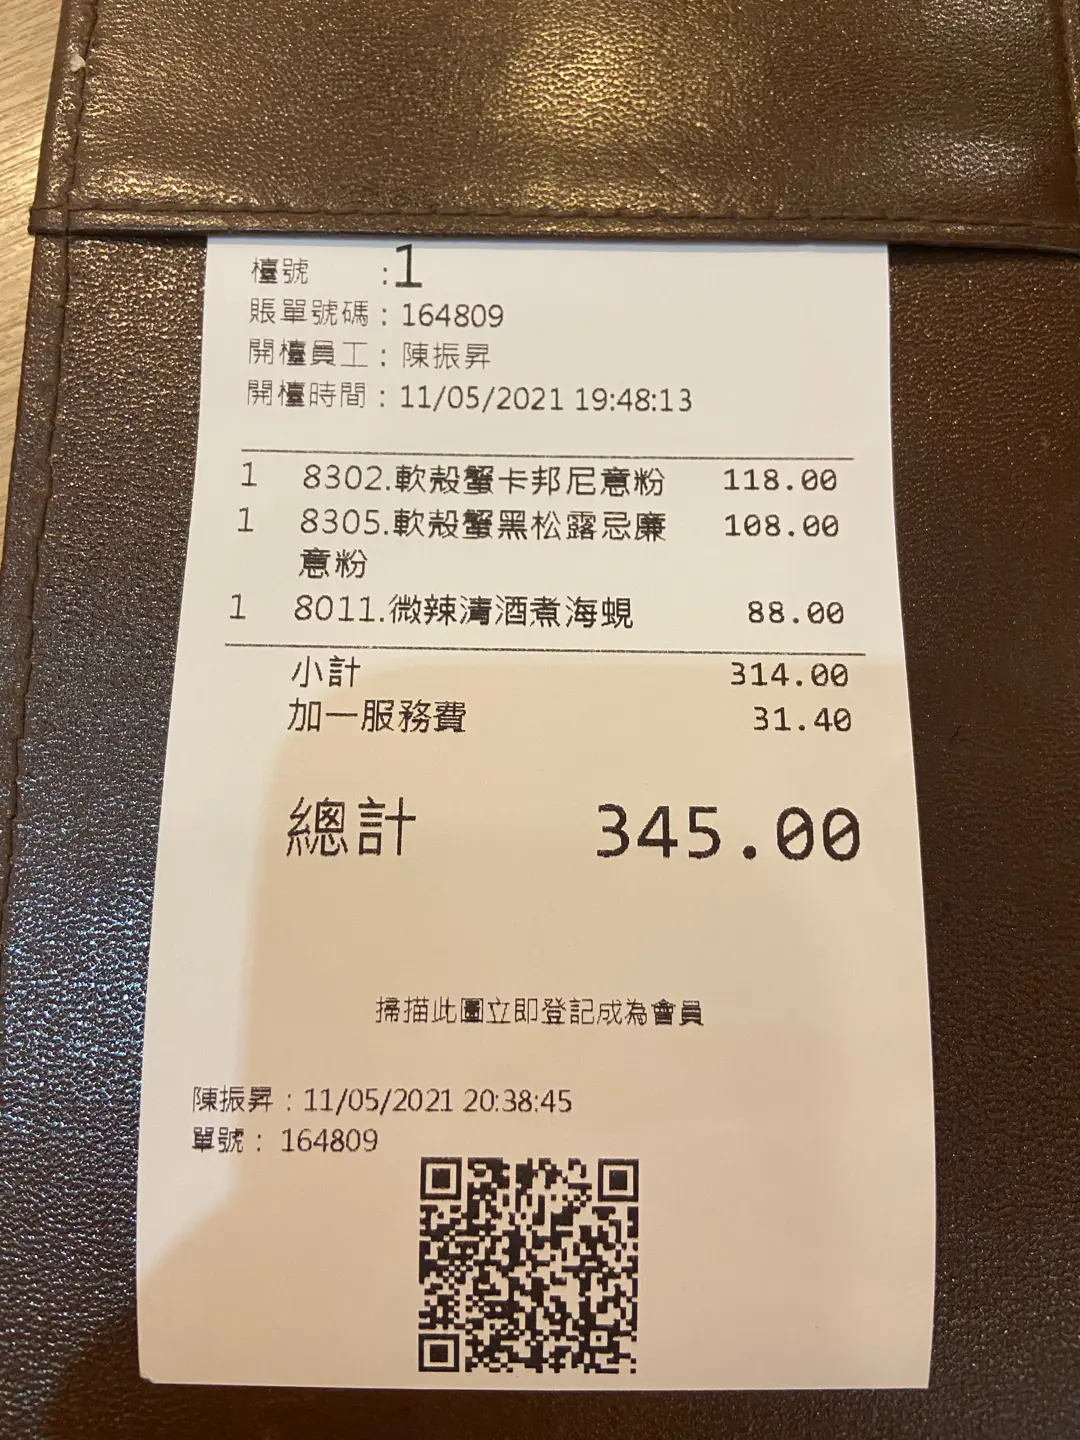 檯號 :1
賬單號碼：164809
開檯員工：陳振昇
開檯時間：11/05/2021 19:48:13
1 8302.軟殼蟹卡邦尼意粉 118.00
1 8305.軟殼蟹黑松露忌廉 108.00
意粉
1 8011.微辣清酒煮海蜆 88.00
小計 314.00
加一服務費 31.40
總計 345.00
掃描此圖立即登記成為會員
陳振昇：11/05/2021 20:38:45
單號：164809